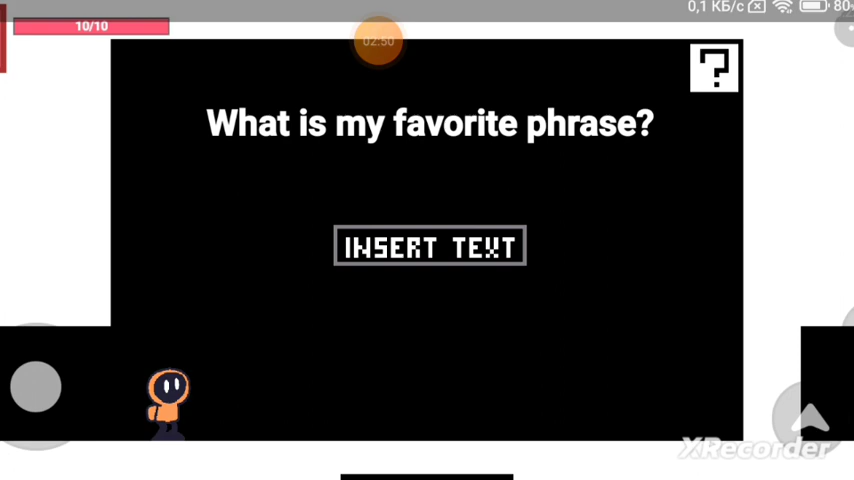 0,1 КБ/с 80
10/10
02:50
?
What is my favorite phrase?
INSERT TEXT
XRecorder